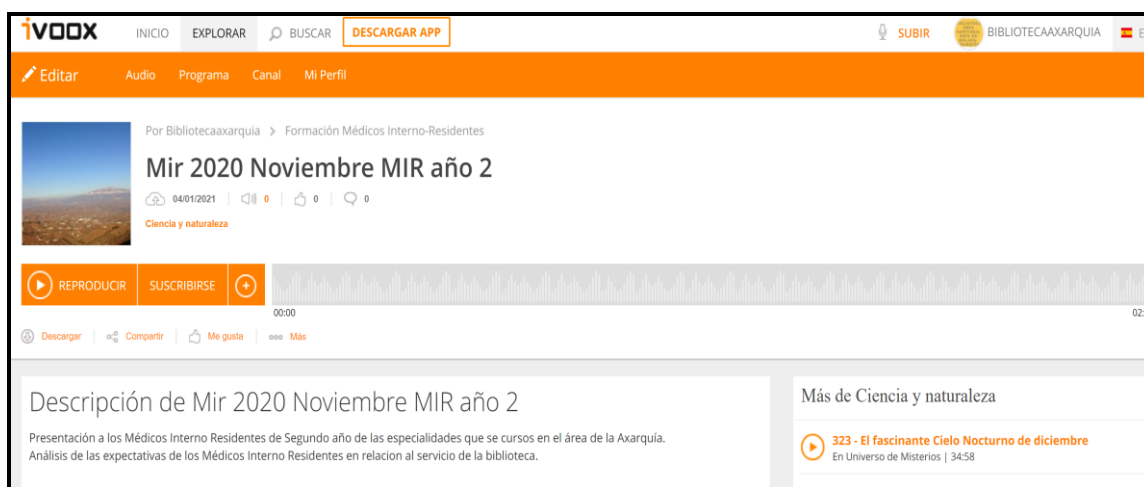 ivoox INICIO EXPLORAR BUSCAR DESCARGAR APP SUBIR BIBLIOTECAAXARQUIA E
Editar Audio Programa Canal Mi Perfil
Por Bibliotecaaxarquia > Formación Médicos Interno-Residentes
Mir 2020 Noviembre MIR año 2
04/01/2021 0 0 0
Ciencia y naturaleza
REPRODUCIR SUSCRIBIRSE
00:00 02:
Descargar Compartir Me gusta Más
Descripción de Mir 2020 Noviembre MIR año 2
Presentación a los Médicos Interno Residentes de Segundo año de las especialidades que se cursos en el área de la Axarquía.
Análisis de las expectativas de los Médicos Interno Residentes en relacion al servicio de la biblioteca.
Más de Ciencia y naturaleza
323 - El fascinante Cielo Nocturno de diciembre
En Universo de Misterios | 34:58